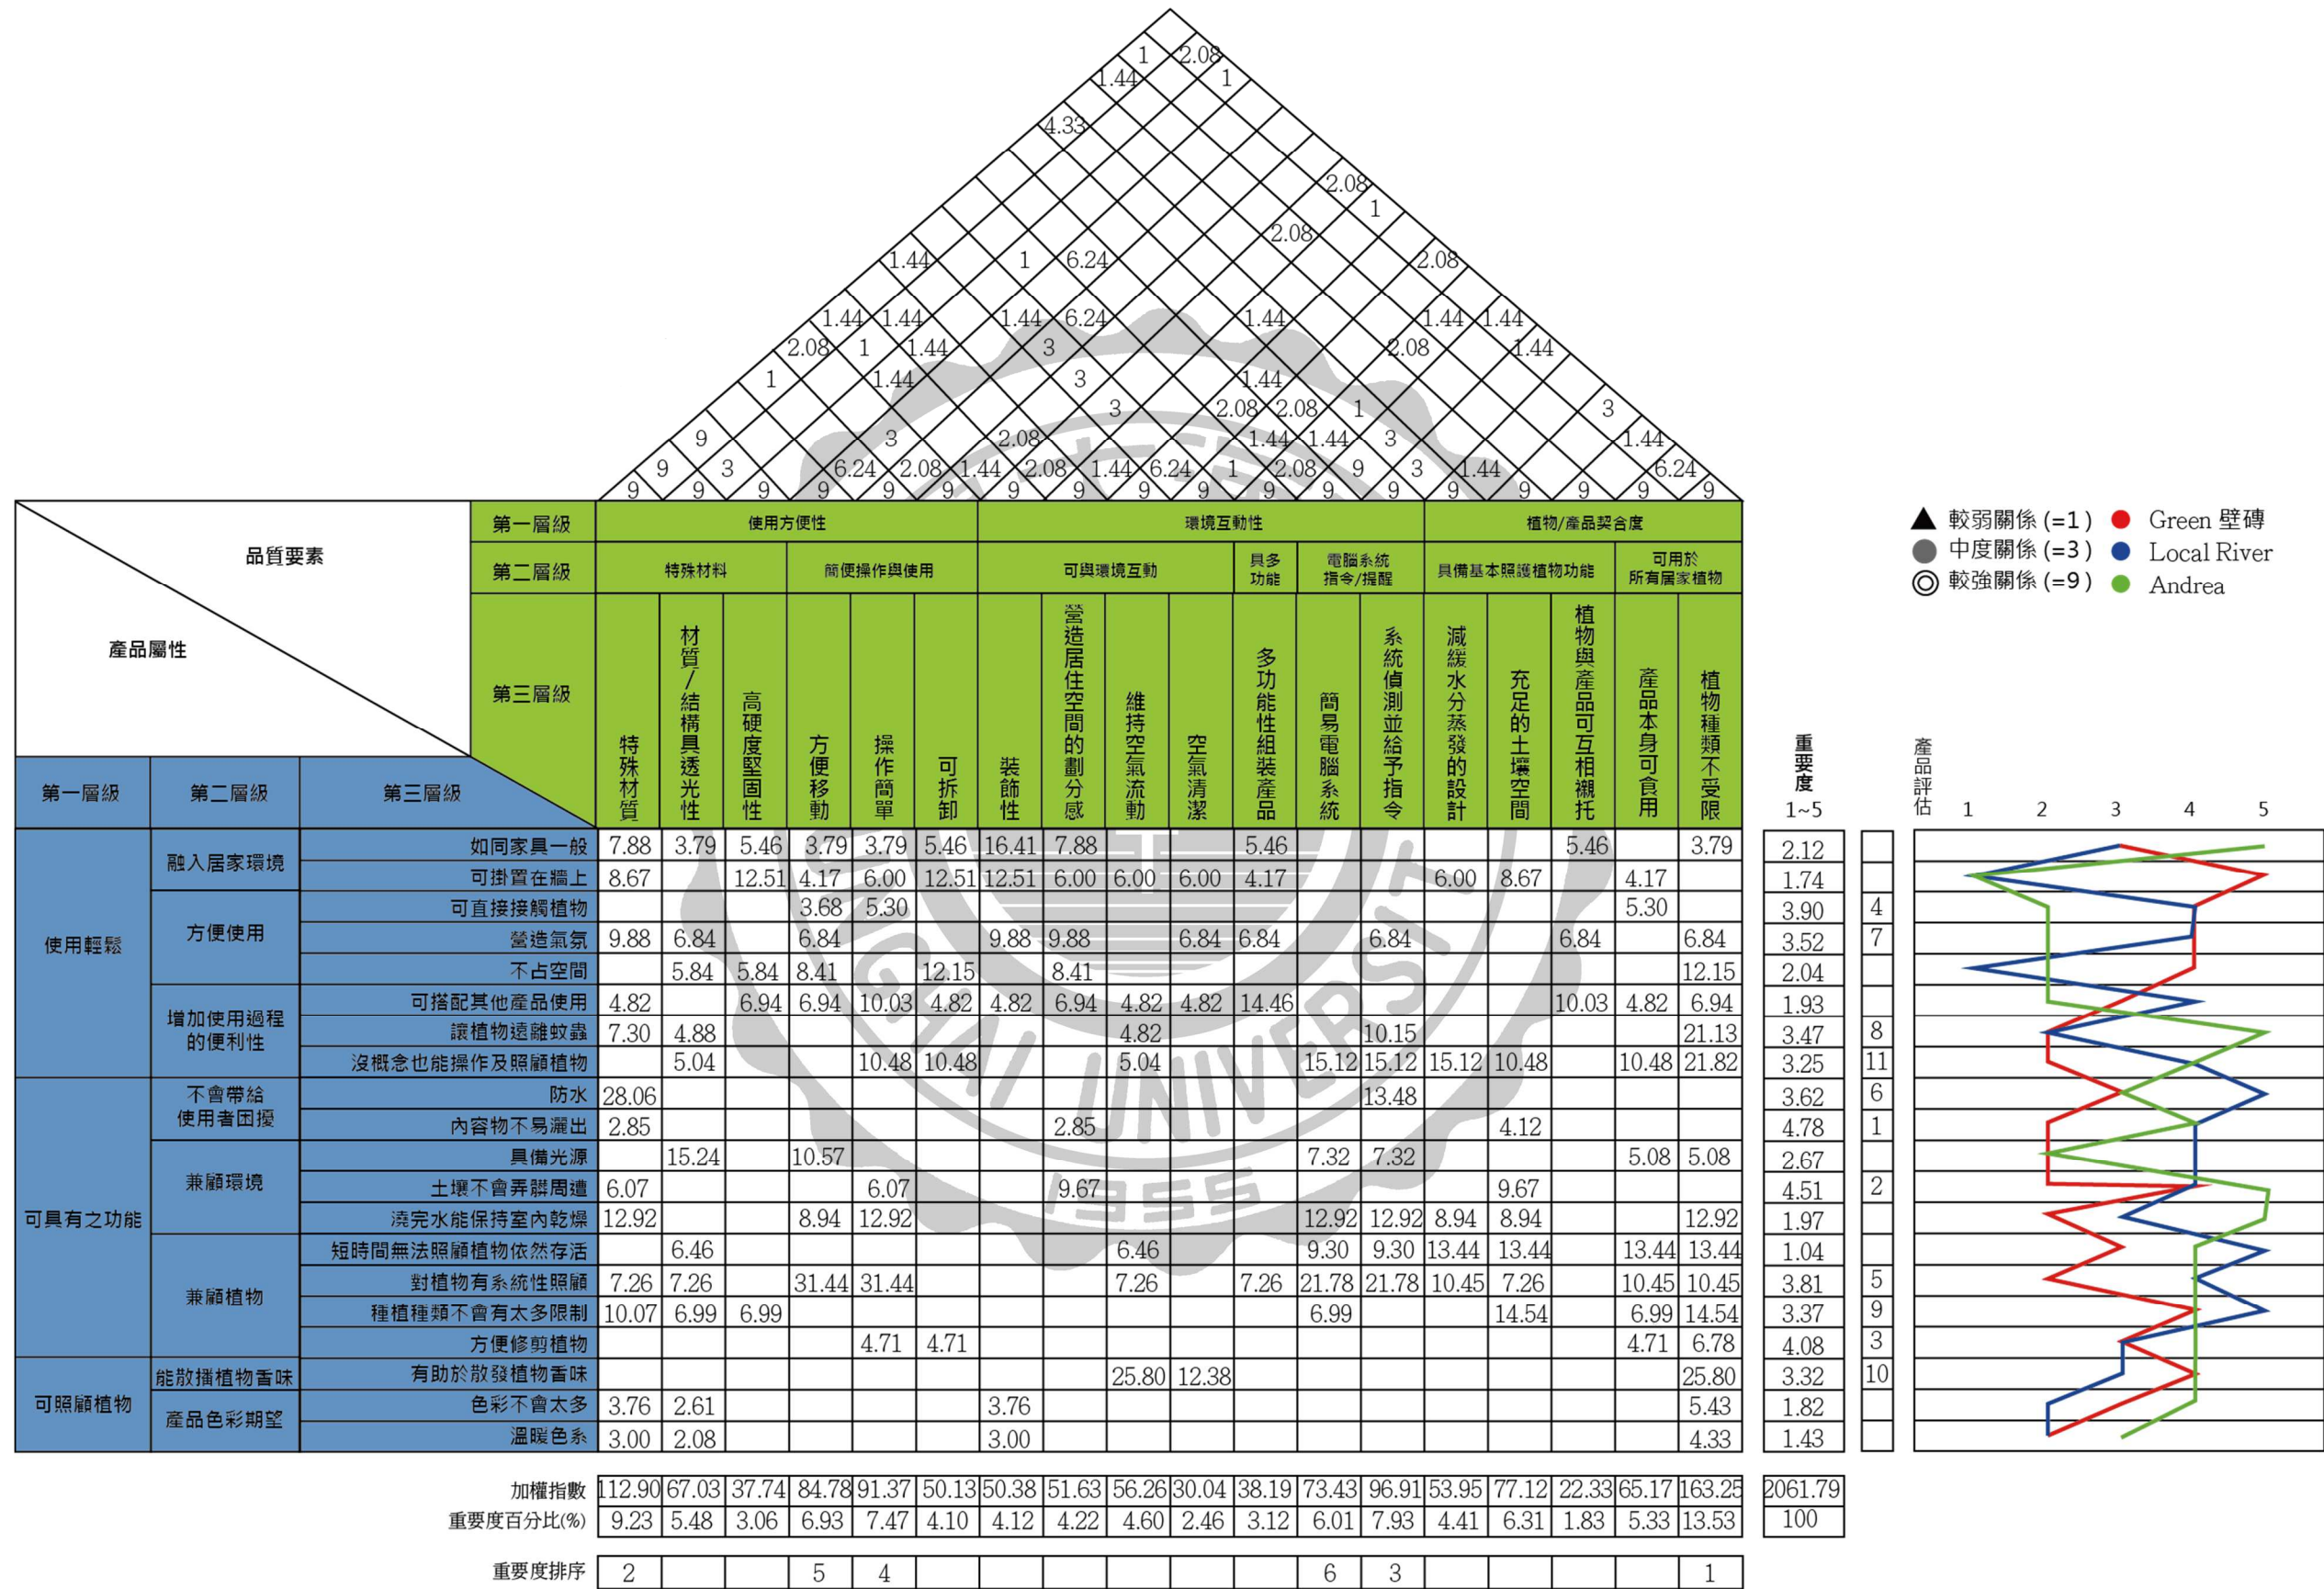 1 2.08
1.44 1
4.33
2.08
1
2.08
1.44 1 6.24 2.08
1.44 1.44 1.44 6.24 1.44 1.44 1.44
2.08 1 1.44 3 2.08 1.44
1 1.44 3 1.44
3 2.08 2.08 1 3
9 3 2.08 1.44 1.44 3 1.44
9 3 6.24 2.08 1.44 2.08 1.44 6.24 1 2.08 9 3 1.44 6.24
9 9 9 9 9 9 9 9 9 9 9 9 9 9 9 9 9 9
品質要素
產品屬性
第一層級 使用方便性 環境互動性 植物/產品契合度
第二層級 特殊材料 簡便操作與使用 可與環境互動 具多功能 電腦系統指令/提醒 具備基本照護植物功能 可用於所有居家植物
第三層級
特殊材質
材質/結構具透光性
高硬度堅固性
方便移動
操作簡單
可拆卸
裝飾性
營造居住空間的劃分感
維持空氣流動
空氣清潔
多功能性組裝產品
簡易電腦系統
系統偵測並給予指令
減緩水分蒸發的設計
充足的土壤空間
植物與產品可互相襯托
產品本身可食用
植物種類不受限
▲ 較弱關係 (=1) ● Green 壁磚
● 中度關係 (=3) ● Local River
◎ 較強關係 (=9) ● Andrea
重要度
1~5
產品評估
1 2 3 4 5
第一層級 第二層級 第三層級
使用輕鬆
融入居家環境
如同家具一般 7.88 3.79 5.46 3.79 3.79 5.46 16.41 7.88 5.46 5.46 3.79 2.12
可掛置在牆上 8.67 12.51 4.17 6.00 12.51 12.51 6.00 6.00 6.00 4.17 6.00 8.67 4.17 1.74
方便使用
可直接接觸植物 3.68 5.30 5.30 3.90 4
營造氣氛 9.88 6.84 6.84 9.88 9.88 6.84 6.84 6.84 6.84 6.84 3.52 7
不占空間 5.84 5.84 8.41 12.15 8.41 12.15 2.04
增加使用過程
的便利性
可搭配其他產品使用 4.82 6.94 6.94 10.03 4.82 4.82 6.94 4.82 4.82 14.46 10.03 4.82 6.94 1.93
讓植物遠離蚊蟲 7.30 4.88 4.82 10.15 21.13 3.47 8
沒概念也能操作及照顧植物 5.04 10.48 10.48 5.04 15.12 15.12 15.12 10.48 10.48 21.82 3.25 11
可具有之功能
不會帶給
使用者困擾
防水 28.06 13.48 3.62 6
內容物不易灑出 2.85 2.85 4.12 4.78 1
兼顧環境
具備光源 15.24 10.57 7.32 7.32 5.08 5.08 2.67
土壤不會弄髒周遭 6.07 6.07 9.67 9.67 4.51 2
澆完水能保持室內乾燥 12.92 8.94 12.92 12.92 12.92 8.94 8.94 12.92 1.97
兼顧植物
短時間無法照顧植物依然存活 6.46 6.46 9.30 9.30 13.44 13.44 13.44 13.44 1.04
對植物有系統性照顧 7.26 7.26 31.44 31.44 7.26 7.26 21.78 21.78 10.45 7.26 10.45 10.45 3.81 5
種植種類不會有太多限制 10.07 6.99 6.99 6.99 14.54 6.99 14.54 3.37 9
方便修剪植物 4.71 4.71 4.71 6.78 4.08 3
可照顧植物
能散播植物香味
有助於散發植物香味 25.80 12.38 25.80 3.32 10
產品色彩期望
色彩不會太多 3.76 2.61 3.76 5.43 1.82
溫暖色系 3.00 2.08 3.00 4.33 1.43
加權指數 112.90 67.03 37.74 84.78 91.37 50.13 50.38 51.63 56.26 30.04 38.19 73.43 96.91 53.95 77.12 22.33 65.17 163.25 2061.79
重要度百分比(%) 9.23 5.48 3.06 6.93 7.47 4.10 4.12 4.22 4.60 2.46 3.12 6.01 7.93 4.41 6.31 1.83 5.33 13.53 100
重要度排序 2 5 4 6 3 1
UNIVERSIT
1955